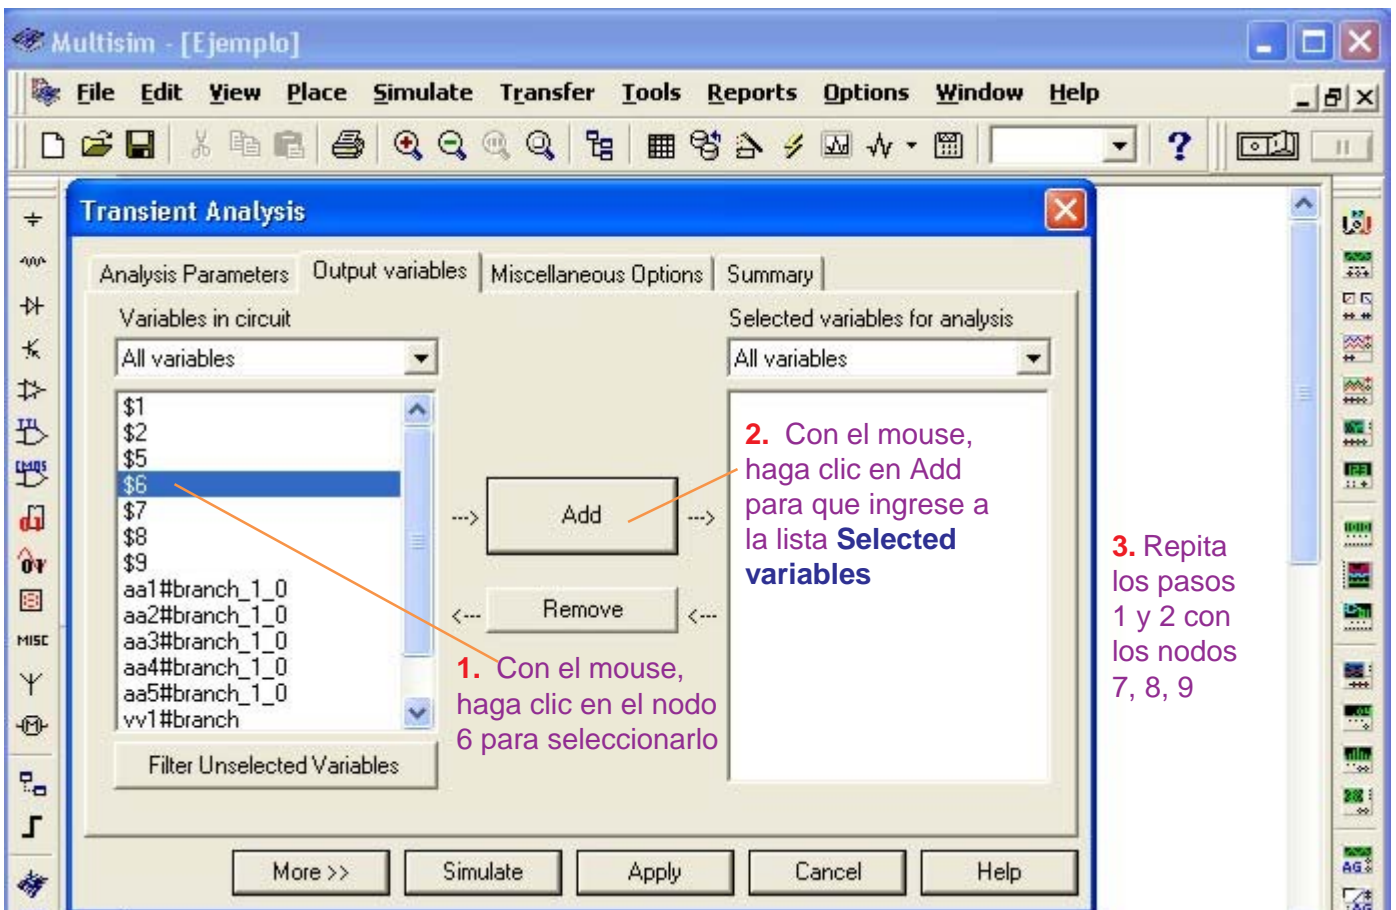 Multisim - [Ejemplo]
File Edit View Place Simulate Transfer Tools Reports Options Window Help
Transient Analysis
Analysis Parameters Output variables Miscellaneous Options Summary
Variables in circuit
All variables
$1
$2
$5
$6
$7
$8
$9
aa1#branch_1_0
aa2#branch_1_0
aa3#branch_1_0
aa4#branch_1_0
aa5#branch_1_0
vv1#branch
Filter Unselected Variables
---> Add --->
<--- Remove <---
Selected variables for analysis
All variables
1. Con el mouse,
haga clic en el nodo
6 para seleccionarlo
2. Con el mouse,
haga clic en Add
para que ingrese a
la lista Selected
variables
3. Repita
los pasos
1 y 2 con
los nodos
7, 8, 9
More >> Simulate Apply Cancel Help
TTL
CMOS
MISC
M
AG
AG